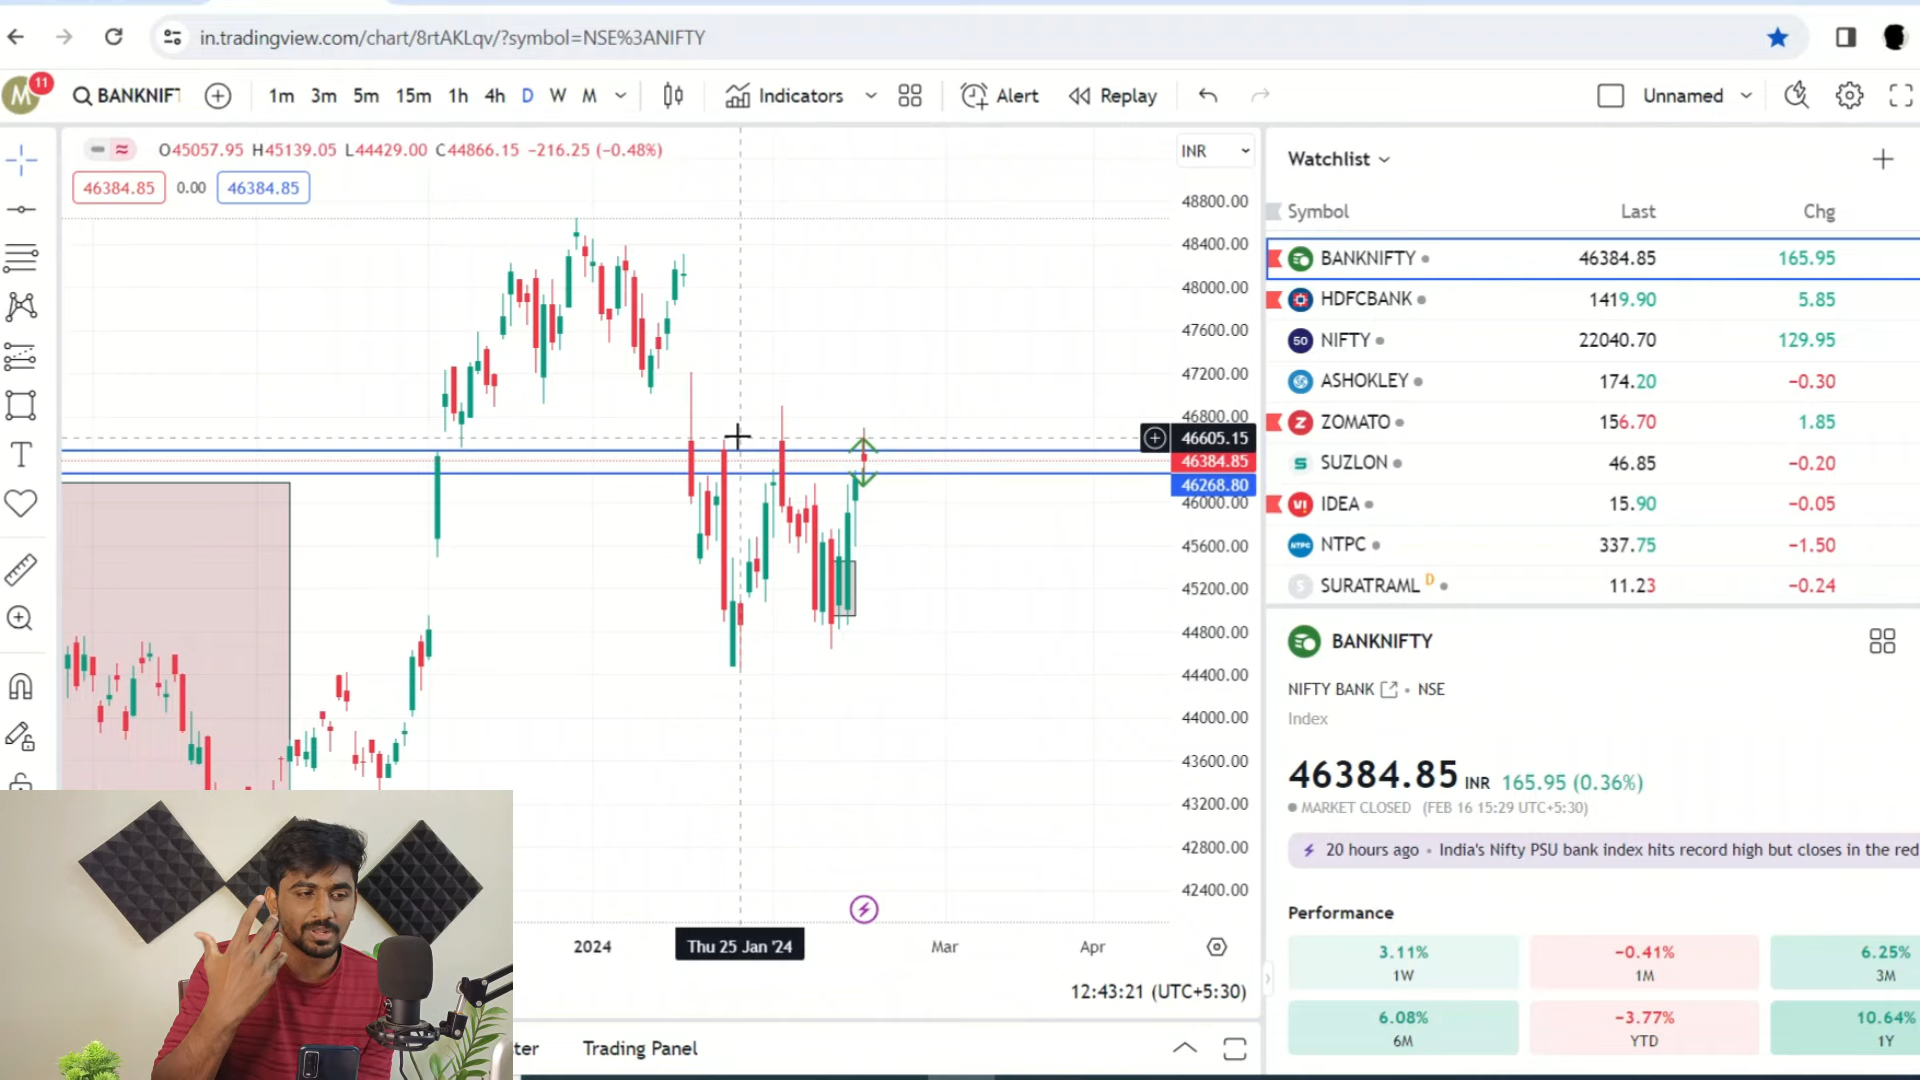 in.tradingview.com/chart/8rtAKLqv/?symbol=NSE%3ANIFTY
M 11 BANKNIFT 1m 3m 5m 15m 1h 4h D W M Indicators Alert Replay Unnamed
O45057.95 H45139.05 L44429.00 C44866.15 −216.25 (−0.48%)
46384.85 0.00 46384.85
INR
48800.00
48400.00
48000.00
47600.00
47200.00
46800.00
46605.15
46384.85
46268.80
46000.00
45600.00
45200.00
44800.00
44400.00
44000.00
43600.00
43200.00
42800.00
42400.00
2024 Thu 25 Jan '24 Mar Apr
12:43:21 (UTC+5:30)
ter Trading Panel
Watchlist
Symbol Last Chg
BANKNIFTY 46384.85 165.95
HDFCBANK 1419.90 5.85
50 NIFTY 22040.70 129.95
ASHOKLEY 174.20 −0.30
Z ZOMATO 156.70 1.85
S SUZLON 46.85 −0.20
VI IDEA 15.90 −0.05
NTPC NTPC 337.75 −1.50
S SURATRAML D 11.23 −0.24
BANKNIFTY
NIFTY BANK • NSE
Index
46384.85 INR 165.95 (0.36%)
MARKET CLOSED (FEB 16 15:29 UTC+5:30)
20 hours ago • India's Nifty PSU bank index hits record high but closes in the red
Performance
3.11% −0.41% 6.25%
1W 1M 3M
6.08% −3.77% 10.64%
6M YTD 1Y